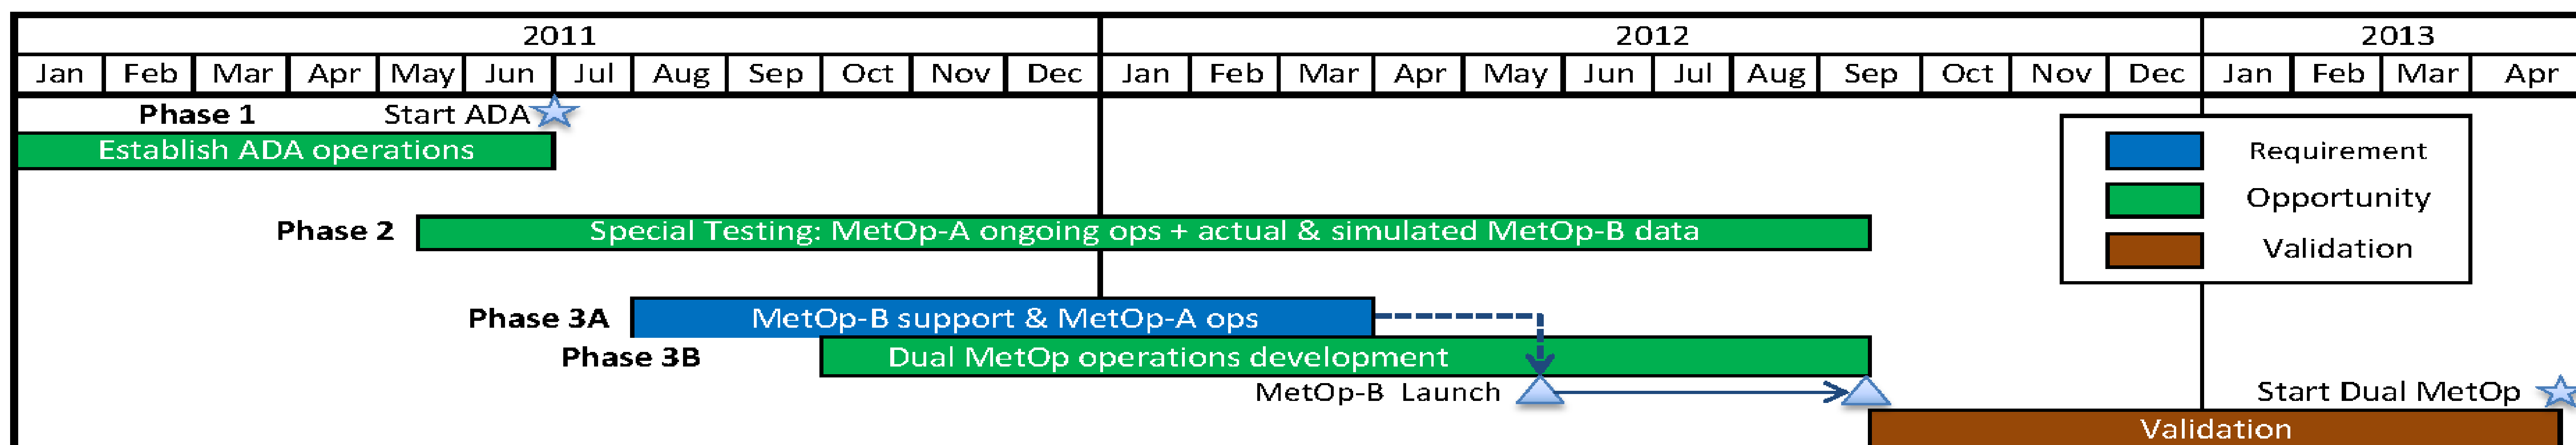 2011 2012 2013
Jan Feb Mar Apr May Jun Jul Aug Sep Oct Nov Dec Jan Feb Mar Apr May Jun Jul Aug Sep Oct Nov Dec Jan Feb Mar Apr
Phase 1 Start ADA
Establish ADA operations
Requirement
Opportunity
Validation
Phase 2 Special Testing: MetOp-A ongoing ops + actual & simulated MetOp-B data
Phase 3A MetOp-B support & MetOp-A ops
Phase 3B Dual MetOp operations development
MetOp-B Launch Start Dual MetOp
Validation